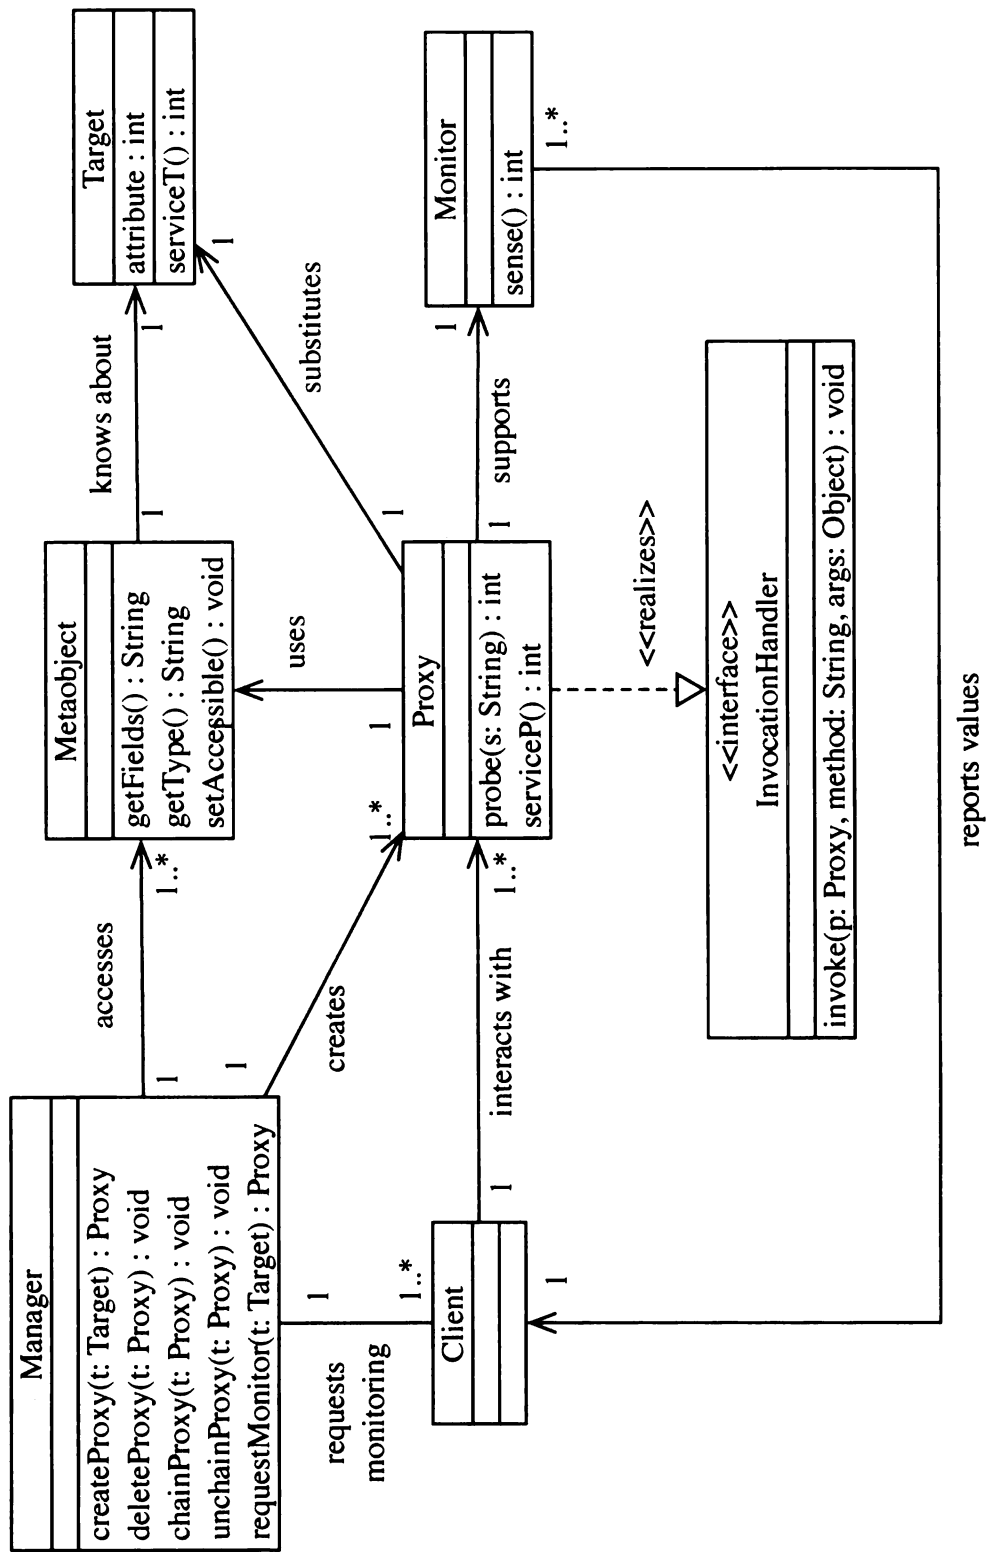 Manager
createProxy(t: Target) : Proxy
deleteProxy(t: Proxy) : void
chainProxy(t: Proxy) : void
unchainProxy(t: Proxy) : void
requestMonitor(t: Target) : Proxy
accesses
1
1..*
Metaobject
getFields() : String
getType() : String
setAccessible() : void
knows about
1
1
Target
attribute : int
serviceT() : int
1
creates
1..*
uses
1
substitutes
1
1
requests
monitoring
1
1..*
Client
interacts with
1
1..*
Proxy
probe(s: String) : int
serviceP() : int
supports
1
1
Monitor
sense() : int
1..*
<<realizes>>
<<interface>>
InvocationHandler
invoke(p: Proxy, method: String, args: Object) : void
1
reports values